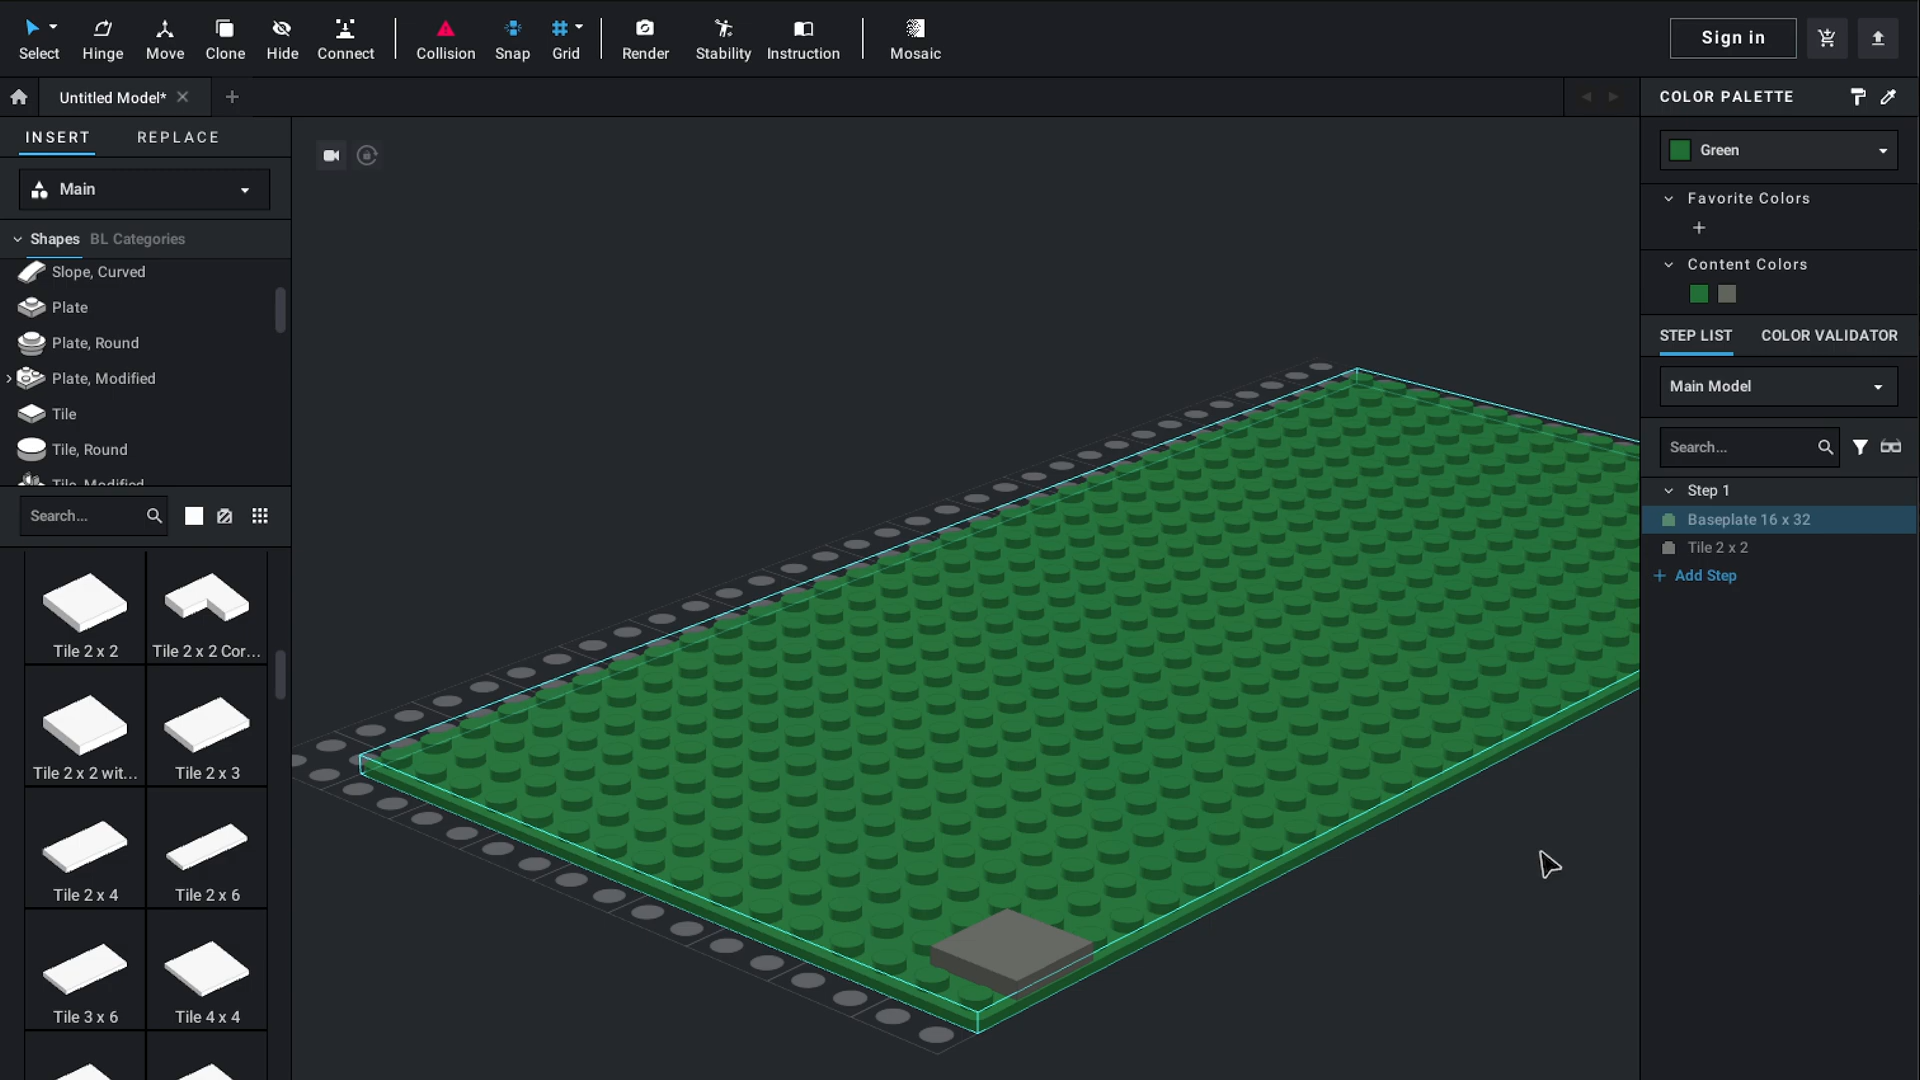 Select
Hinge
Move
Clone
Hide
Connect
Collision
Snap
Grid
Render
Stability
Instruction
Mosaic
Sign in
Untitled Model*
COLOR PALETTE
INSERT
REPLACE
Main
Shapes
BL Categories
Slope, Curved
Plate
Plate, Round
Plate, Modified
Tile
Tile, Round
Tile, Modified
Search...
Tile 2 x 2
Tile 2 x 2 Cor...
Tile 2 x 2 wit...
Tile 2 x 3
Tile 2 x 4
Tile 2 x 6
Tile 3 x 6
Tile 4 x 4
Green
Favorite Colors
Content Colors
STEP LIST
COLOR VALIDATOR
Main Model
Search...
Step 1
Baseplate 16 x 32
Tile 2 x 2
Add Step